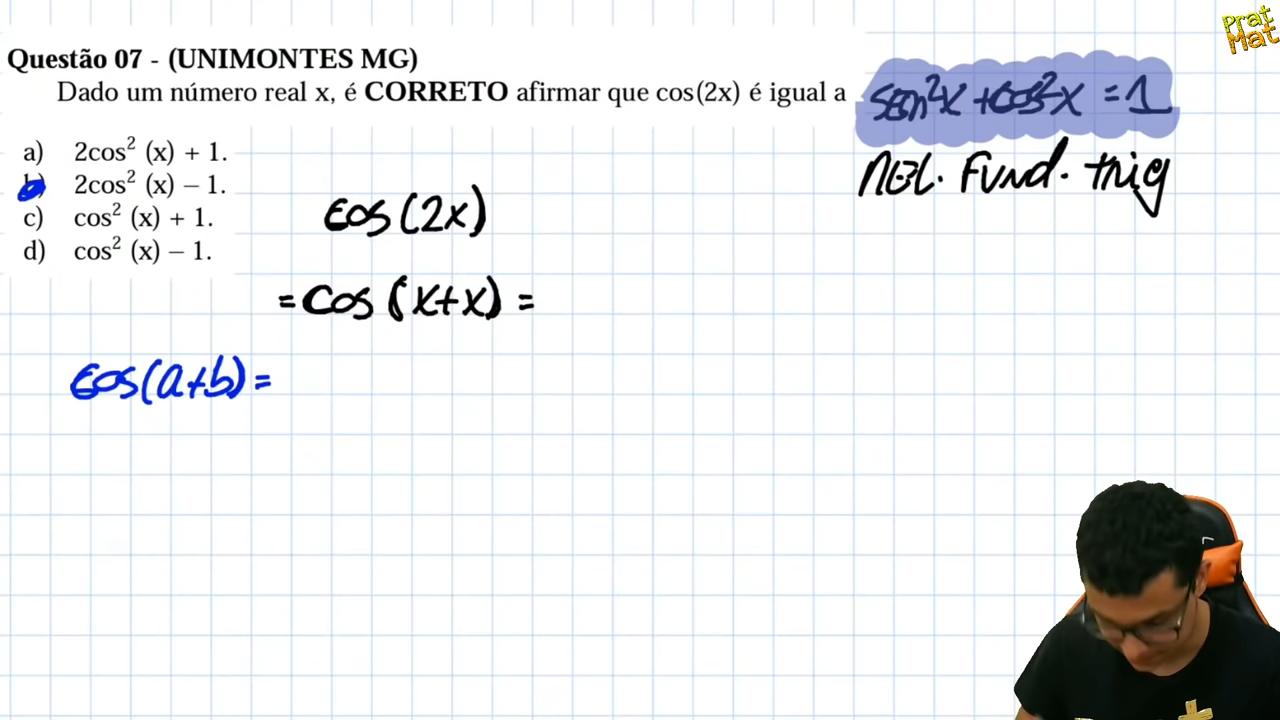 Prat
Mat
Questão 07 - (UNIMONTES MG)
Dado um número real x, é CORRETO afirmar que cos(2x) é igual a
a) 2cos² (x) + 1.
2cos² (x) – 1.
c) cos² (x) + 1.
d) cos² (x) – 1.
sen²x + cos²x = 1
REL. Fund. trig
cos(2x)
= cos (x+x) =
cos(a+b) =